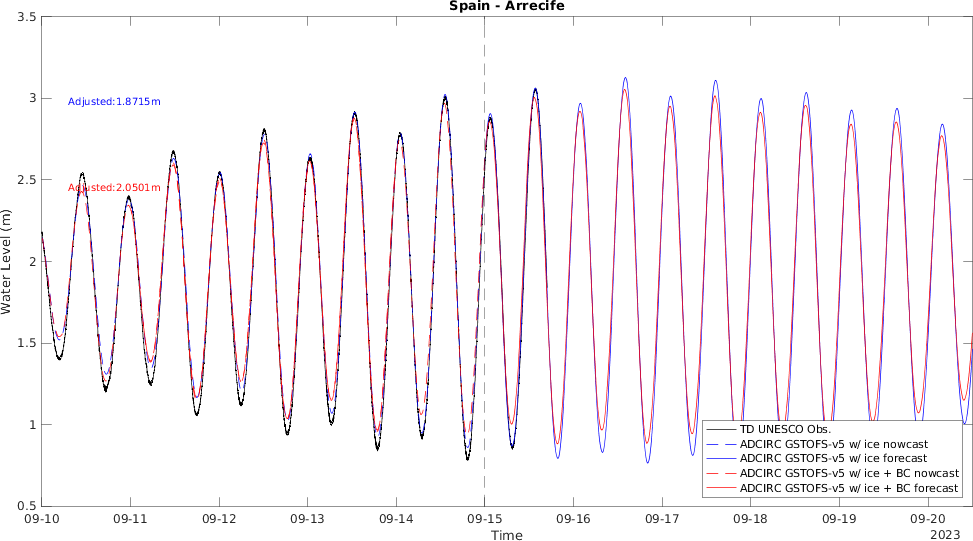 Spain - Arrecife
3.5
3
2.5
2
1.5
1
0.5
Water Level (m)
Adjusted:1.8715m
Adjusted:2.0501m
TD UNESCO Obs.
ADCIRC GSTOFS-v5 w/ ice nowcast
ADCIRC GSTOFS-v5 w/ ice forecast
ADCIRC GSTOFS-v5 w/ ice + BC nowcast
ADCIRC GSTOFS-v5 w/ ice + BC forecast
09-10 09-11 09-12 09-13 09-14 09-15 09-16 09-17 09-18 09-19 09-20
Time
2023